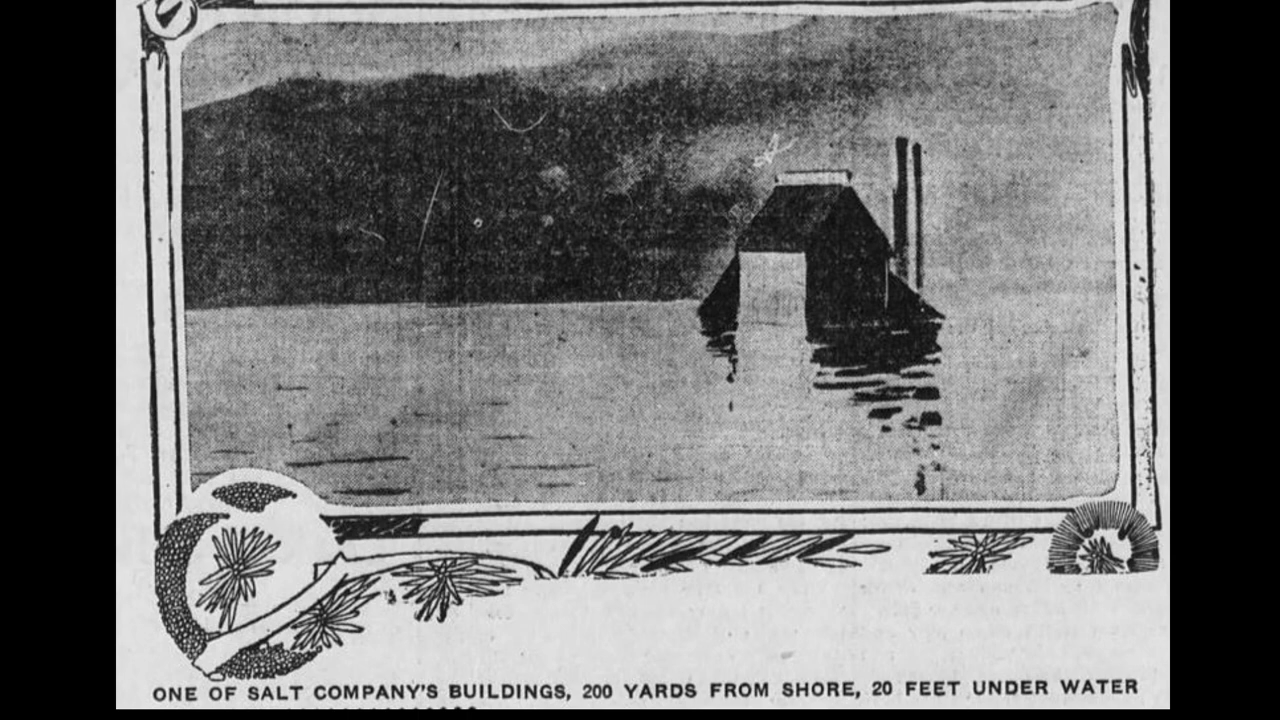 ONE OF SALT COMPANY'S BUILDINGS, 200 YARDS FROM SHORE, 20 FEET UNDER WATER